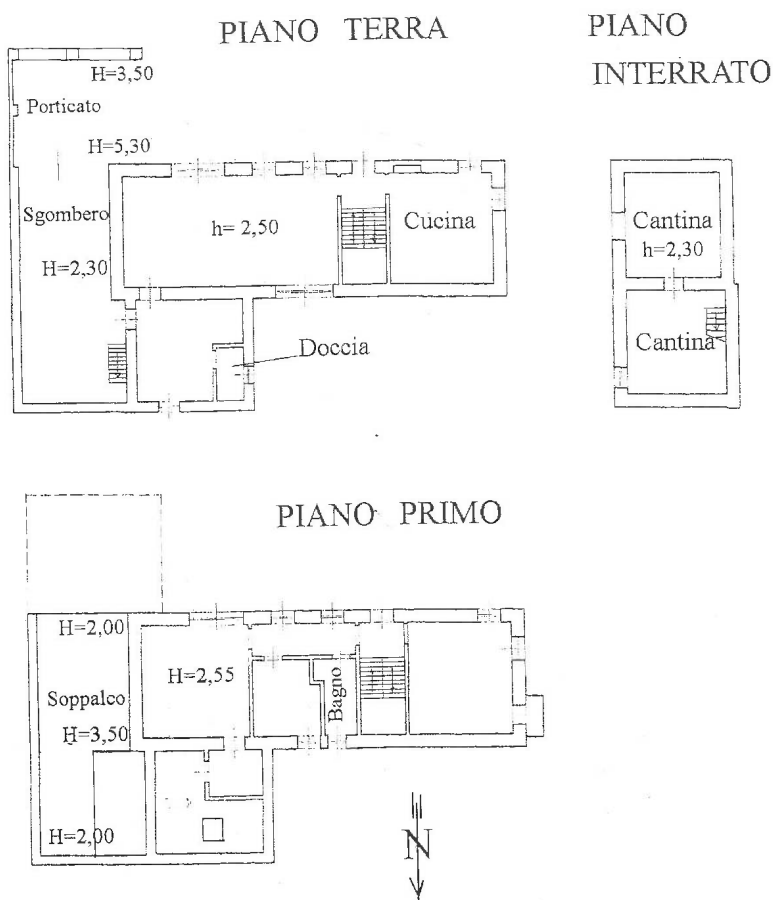 PIANO TERRA
PIANO
INTERRATO
H=3,50
Porticato
H=5,30
Sgombero
h= 2,50
Cucina
H=2,30
Doccia
Cantina
h=2,30
Cantina
PIANO PRIMO
H=2,00
H=2,55
Soppalco
Bagno
H=3,50
H=2,00
N